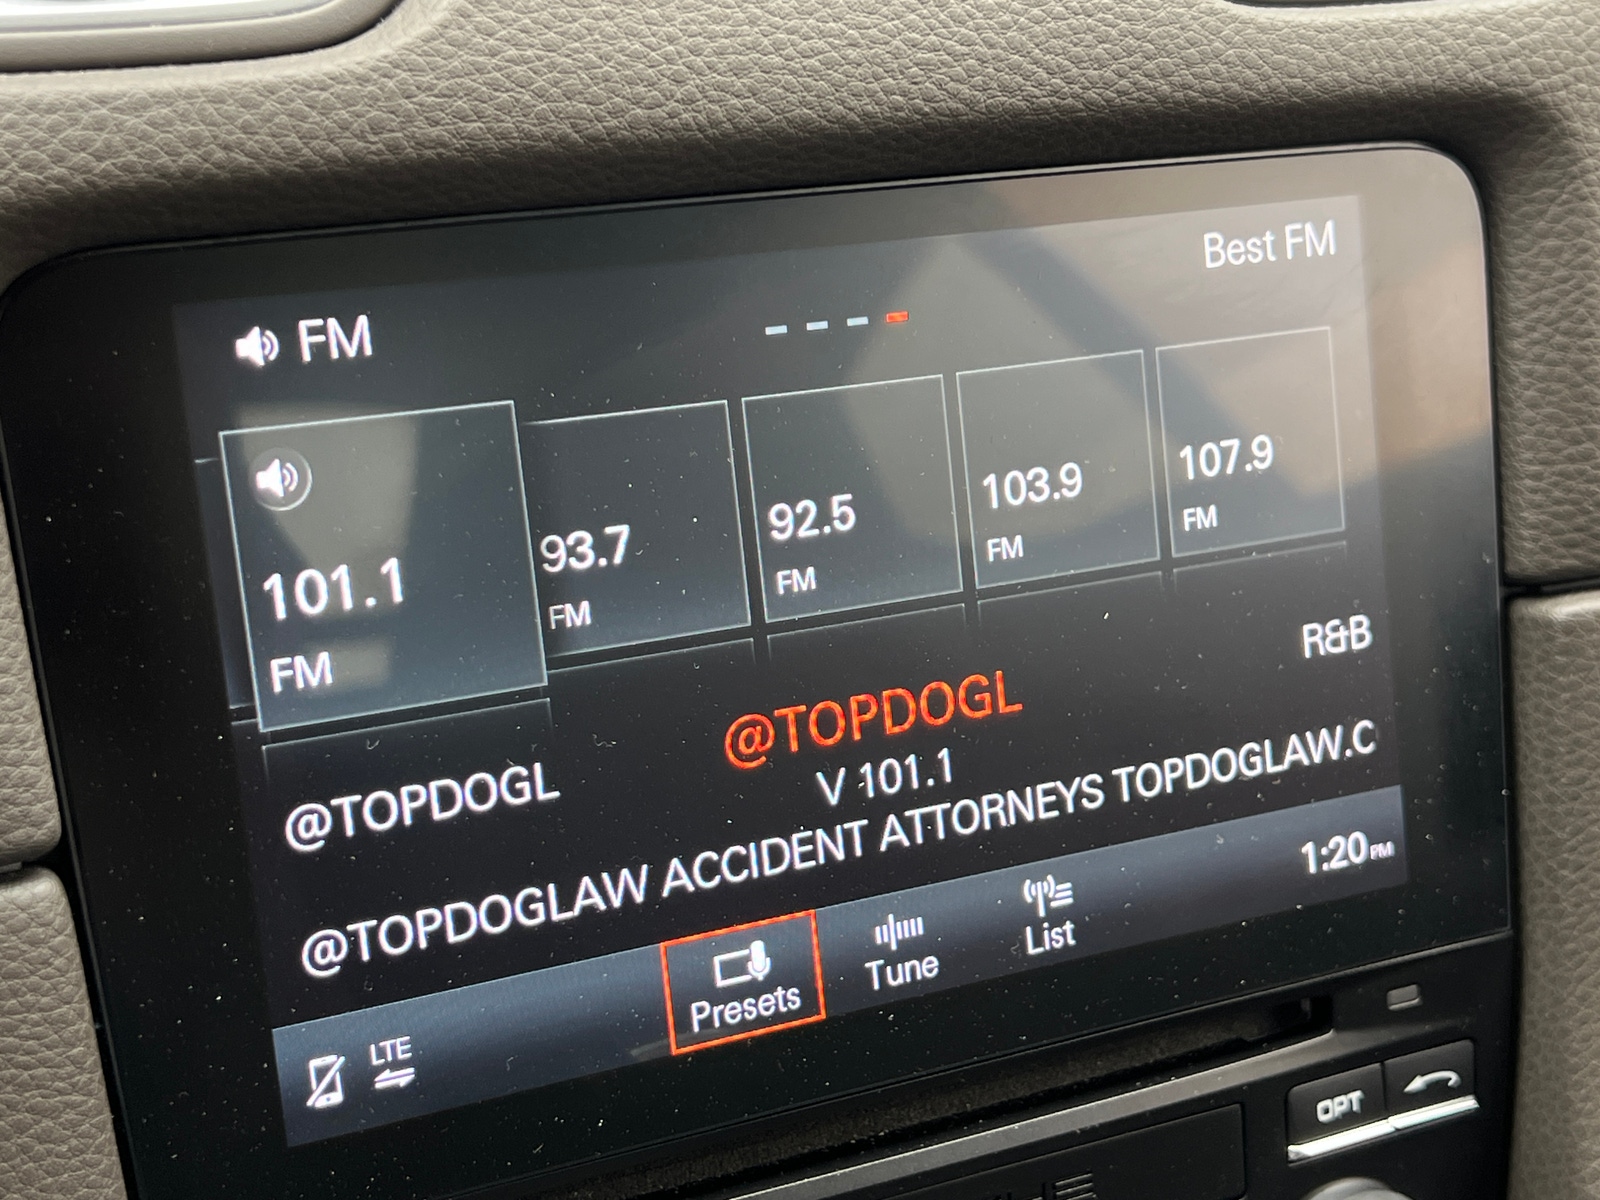 Best FM
FM
101.1
FM
93.7
FM
92.5
FM
103.9
FM
107.9
FM
R&B
@TOPDOGL
@TOPDOGL
V 101.1
@TOPDOGLAW ACCIDENT ATTORNEYS TOPDOGLAW.C
LTE
Presets
Tune
List
1:20PM
OPT